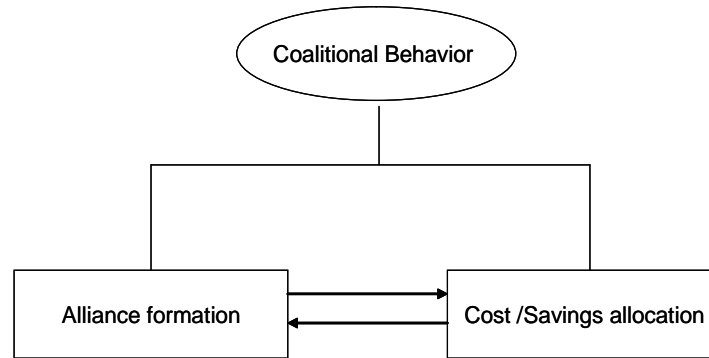 Coalitional Behavior
Alliance formation
Cost /Savings allocation